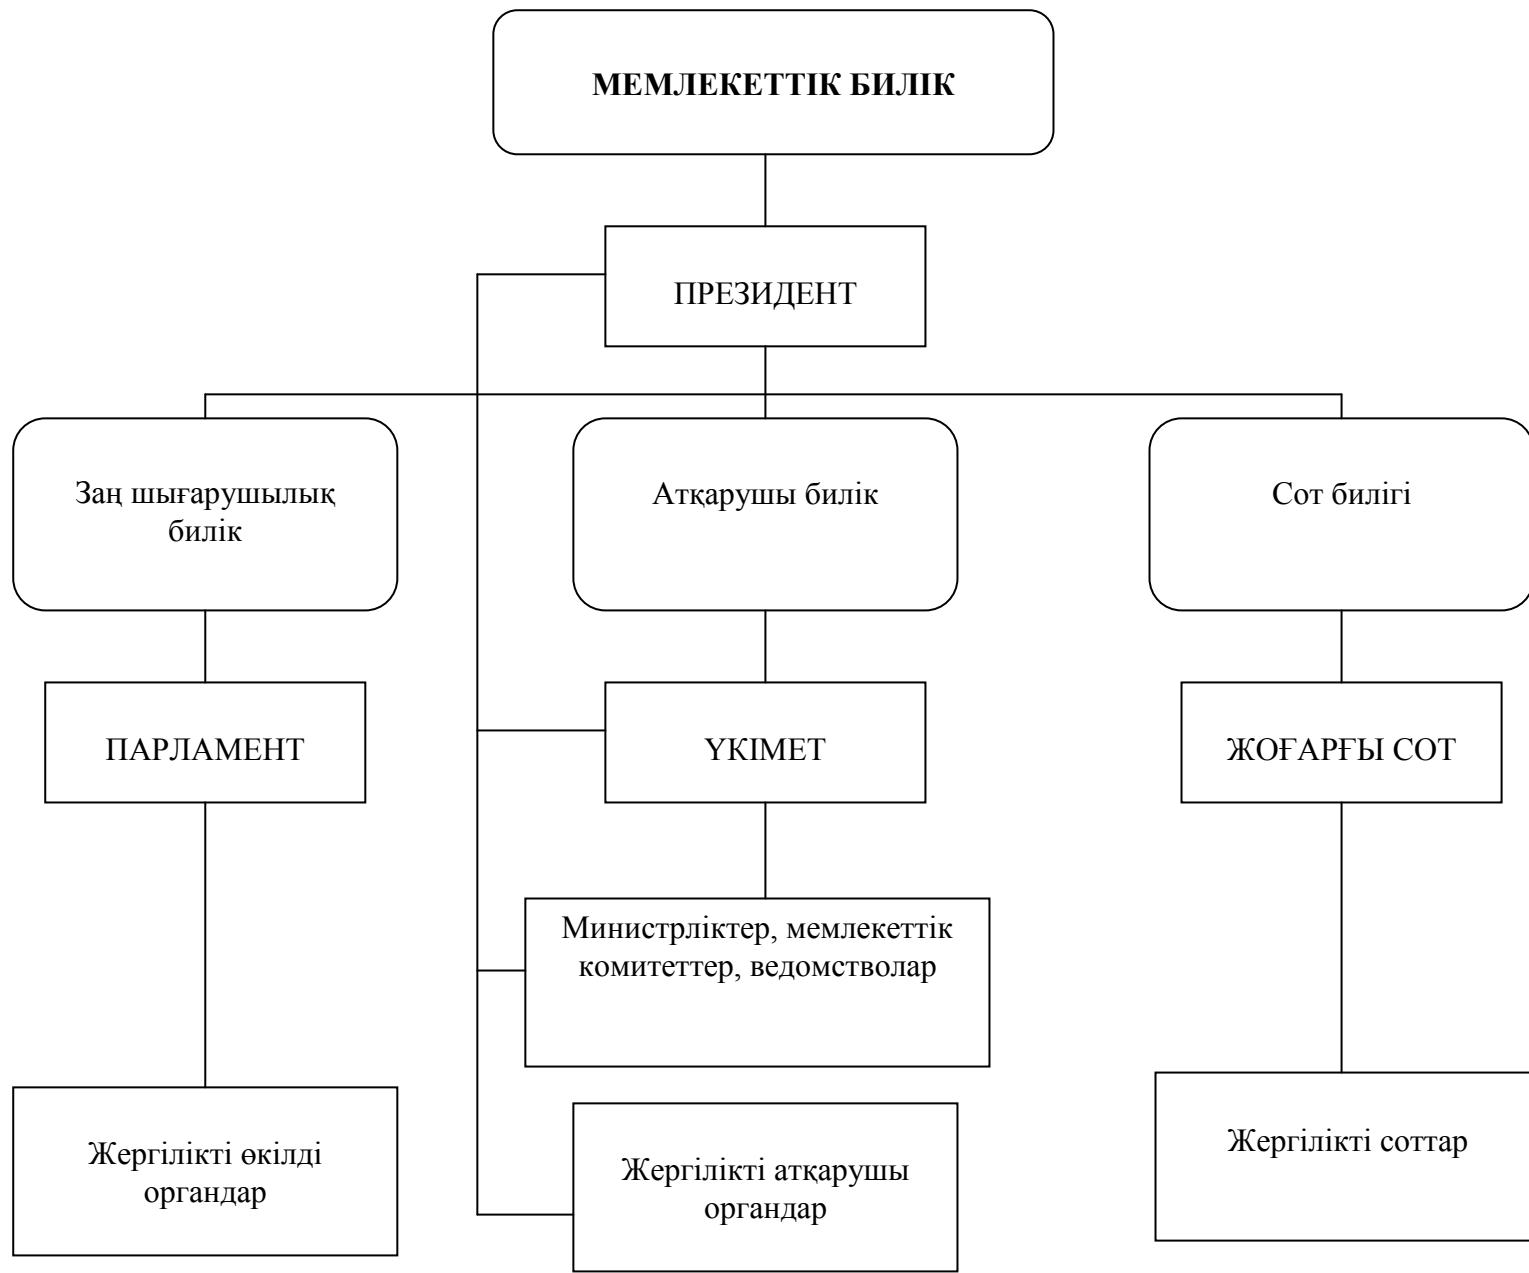 МЕМЛЕКЕТТІК БИЛІК
ПРЕЗИДЕНТ
Заң шығарушылық
билік
Атқарушы билік
Сот билігі
ПАРЛАМЕНТ
ҮКІМЕТ
ЖОҒАРҒЫ СОТ
Министрліктер, мемлекеттік
комитеттер, ведомстволар
Жергілікті өкілді
органдар
Жергілікті атқарушы
органдар
Жергілікті соттар